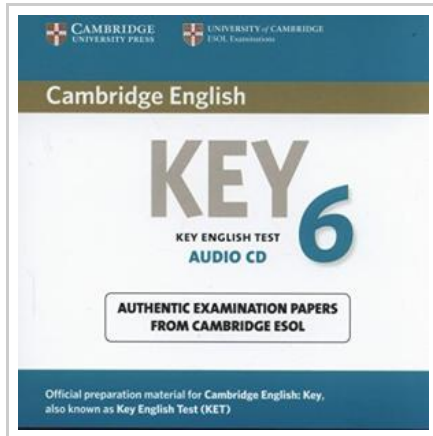 CAMBRIDGE
UNIVERSITY PRESS
UNIVERSITY of CAMBRIDGE
ESOL Examinations
Cambridge English
KEY 6
KEY ENGLISH TEST
AUDIO CD
AUTHENTIC EXAMINATION PAPERS
FROM CAMBRIDGE ESOL
Official preparation material for Cambridge English: Key,
also known as Key English Test (KET)